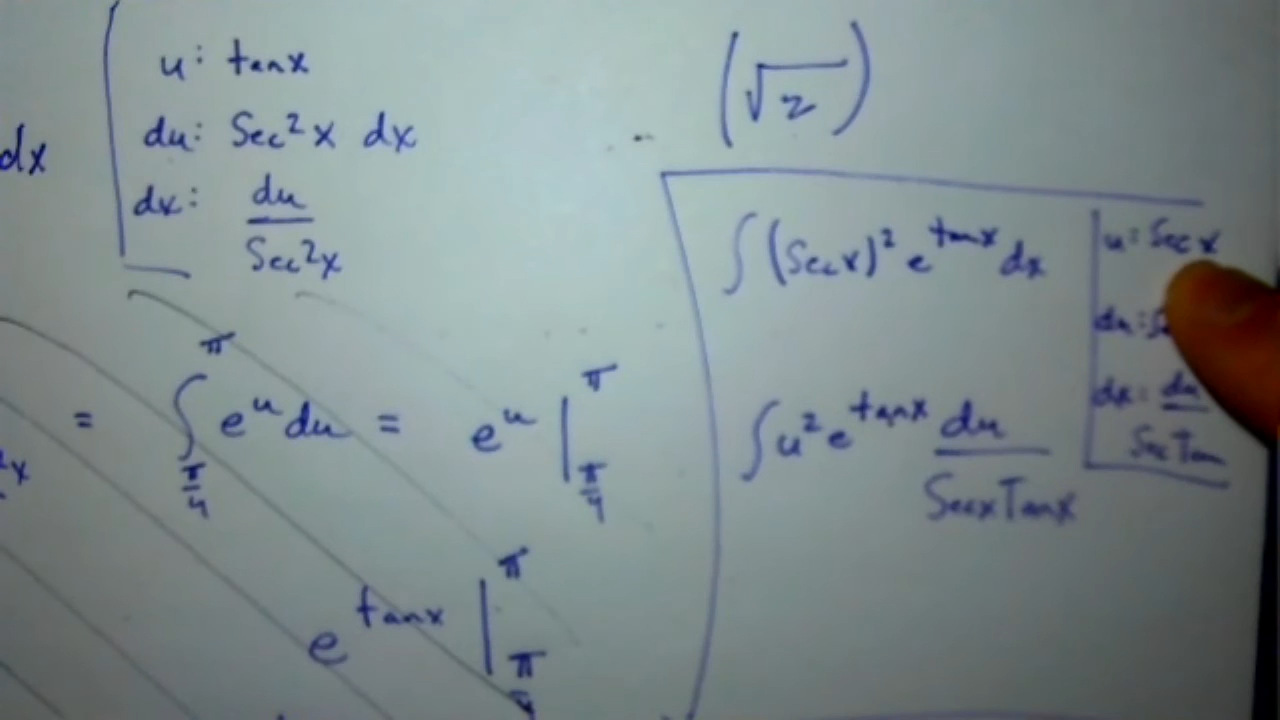 u: tanx
du: Sec²x dx
dx: du/Sec²x
dx
= ∫_{π/4}^{π} e^u du = e^u |_{π/4}^{π}
e^{tanx} |_{π/4}^{π}
(√2)
∫ (Secx)² e^{tanx} dx
u: Secx
dx: du/SecTan
∫ u² e^{tanx} du/SecxTanx